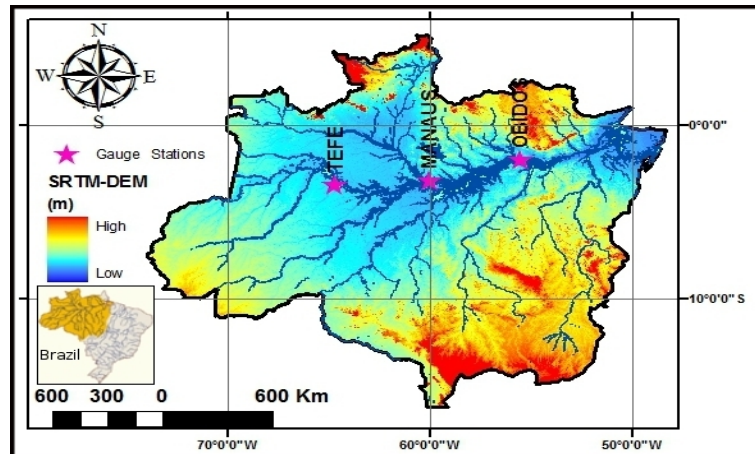 N
W E
S
Gauge Stations
SRTM-DEM
(m)
High
Low
Brazil
600 300 0 600 Km
TEFE
MANAUS
OBIDOS
0°0'0"
10°0'0"S
70°0'0"W 60°0'0"W 50°0'0"W